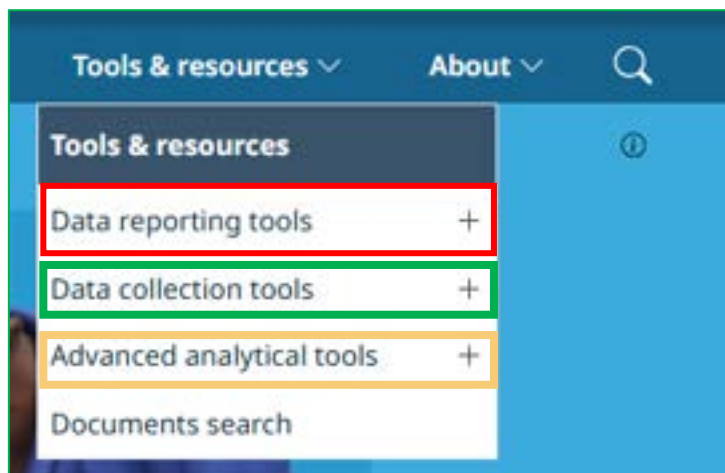 Tools & resources
About
Tools & resources
Data reporting tools +
Data collection tools +
Advanced analytical tools +
Documents search